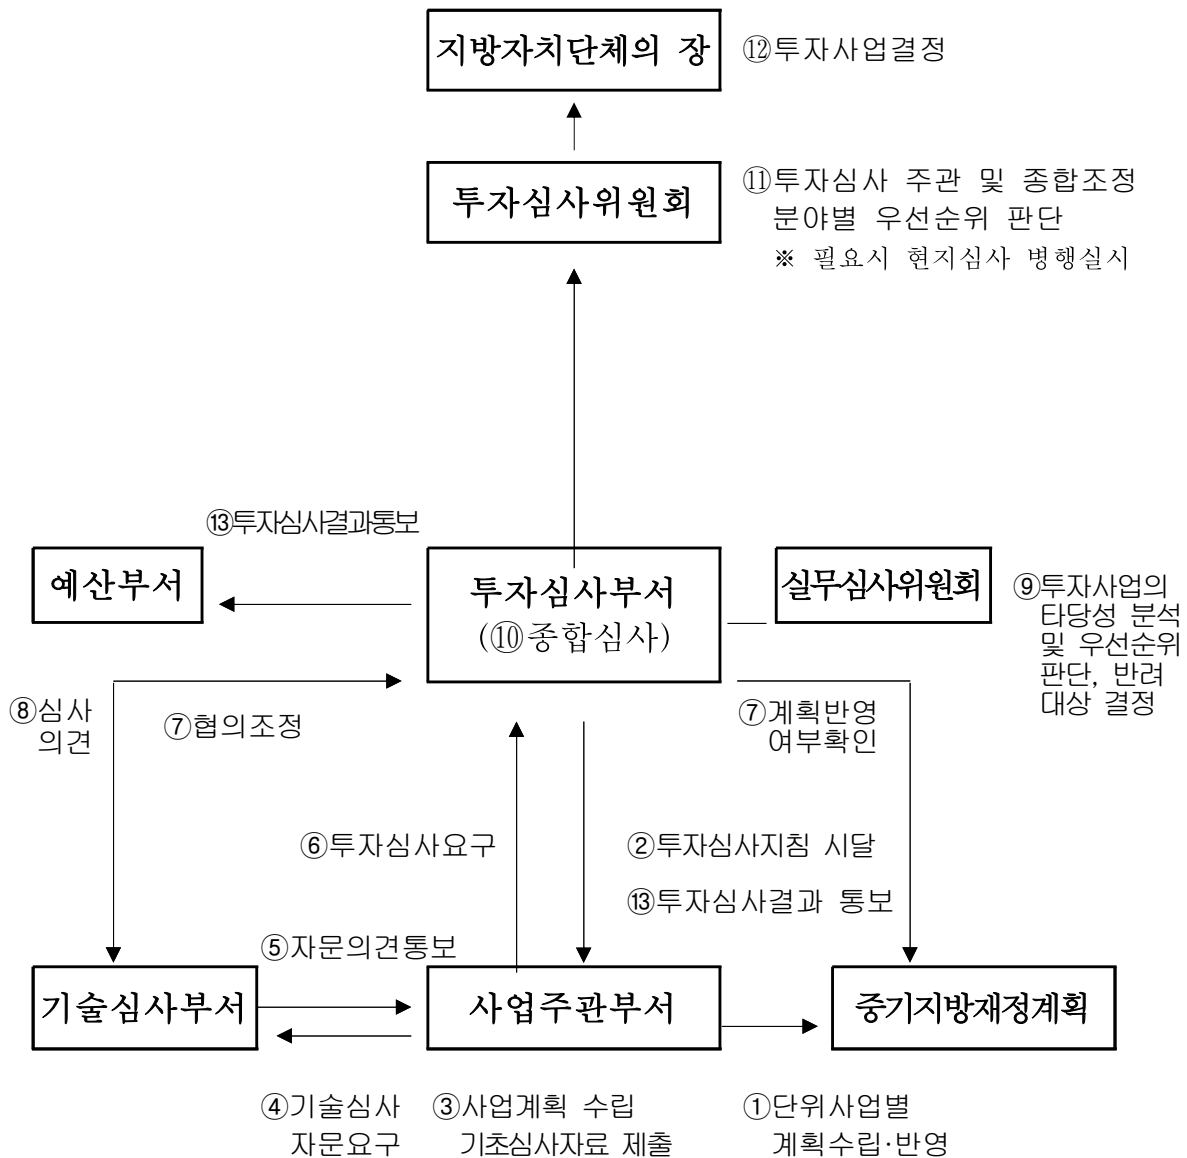 지방자치단체의 장
⑫투자사업결정
투자심사위원회
⑪투자심사 주관 및 종합조정
분야별 우선순위 판단
※ 필요시 현지심사 병행실시
⑬투자심사결과통보
예산부서
투자심사부서
(⑩종합심사)
실무심사위원회
⑨투자사업의
타당성 분석
및 우선순위
판단, 반려
대상 결정
⑧심사
의견
⑦협의조정
⑦계획반영
여부확인
⑥투자심사요구
②투자심사지침 시달
⑬투자심사결과 통보
⑤자문의견통보
기술심사부서
사업주관부서
중기지방재정계획
④기술심사
자문요구
③사업계획 수립
기초심사자료 제출
①단위사업별
계획수립·반영